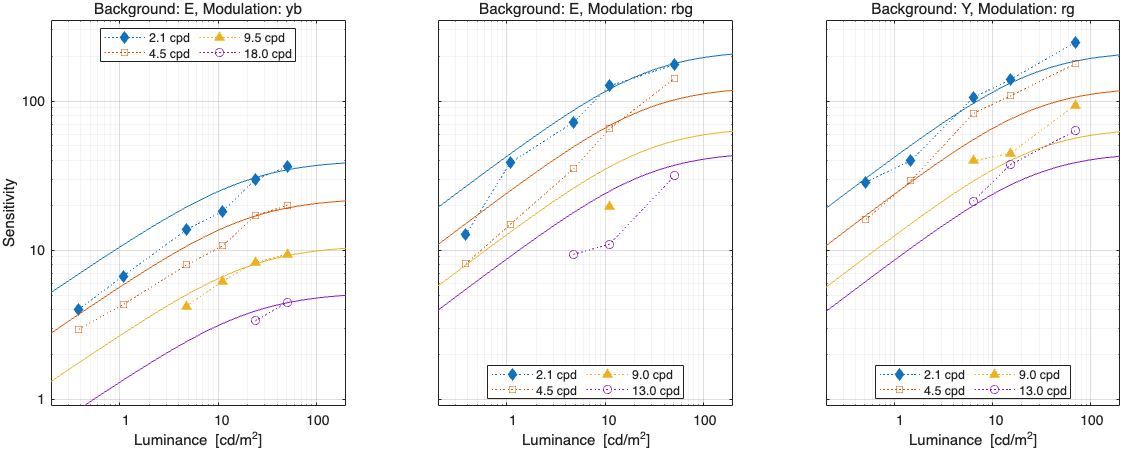 Background: E, Modulation: yb
Background: E, Modulation: rbg
Background: Y, Modulation: rg
2.1 cpd
9.5 cpd
4.5 cpd
18.0 cpd
Sensitivity
100
10
1
2.1 cpd
9.0 cpd
4.5 cpd
13.0 cpd
2.1 cpd
9.0 cpd
4.5 cpd
13.0 cpd
1
10
100
1
10
100
1
10
100
Luminance [cd/m²]
Luminance [cd/m²]
Luminance [cd/m²]